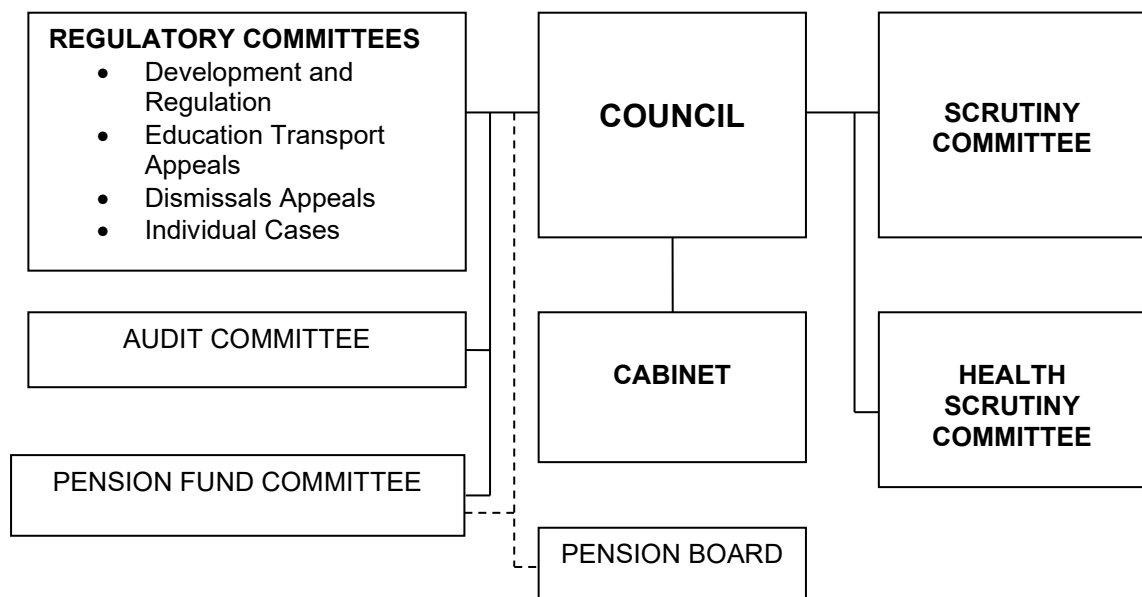 REGULATORY COMMITTEES
• Development and
Regulation
• Education Transport
Appeals
• Dismissals Appeals
• Individual Cases
COUNCIL
SCRUTINY
COMMITTEE
AUDIT COMMITTEE
CABINET
HEALTH
SCRUTINY
COMMITTEE
PENSION FUND COMMITTEE
PENSION BOARD